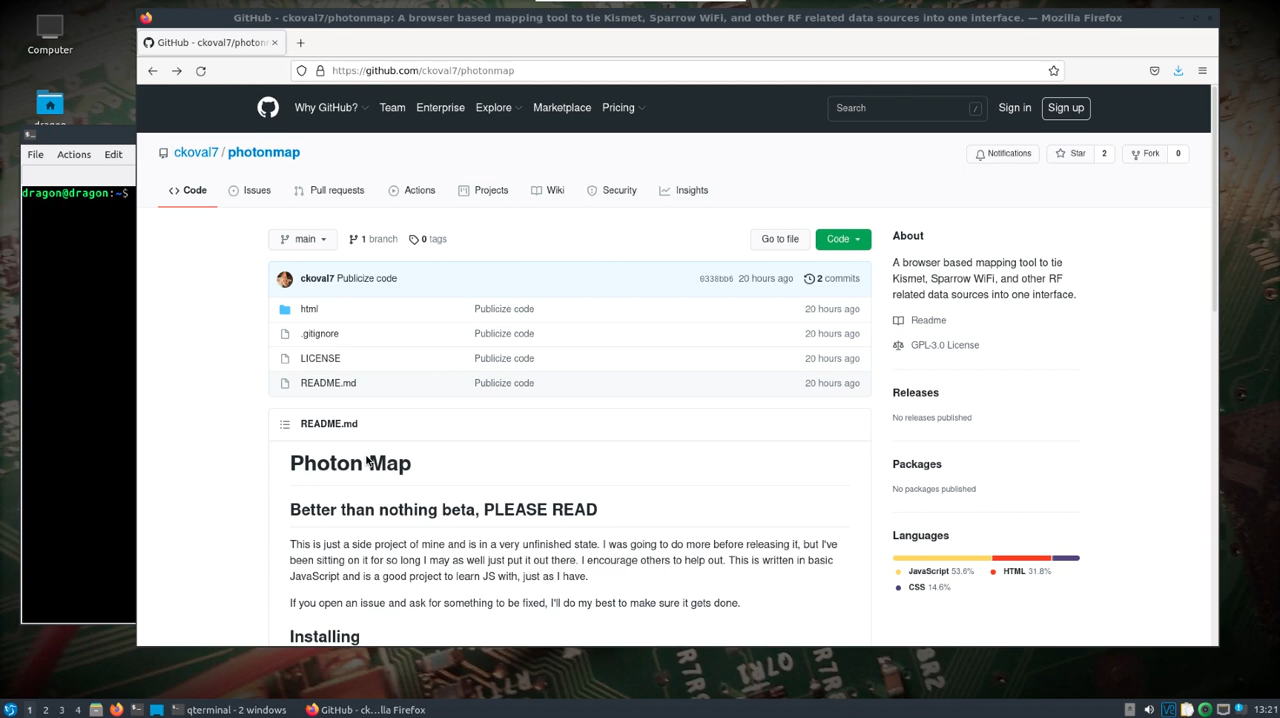 Computer
GitHub - ckoval7/photonmap: A browser based mapping tool to tie Kismet, Sparrow WiFi, and other RF related data sources into one interface. — Mozilla Firefox
GitHub - ckoval7/photon
https://github.com/ckoval7/photonmap
Why GitHub? Team Enterprise Explore Marketplace Pricing Search / Sign in Sign up
File Actions Edit
dragon@dragon:~$
ckoval7 / photonmap
Notifications Star 2 Fork 0
Code Issues Pull requests Actions Projects Wiki Security Insights
main 1 branch 0 tags Go to file Code
ckoval7 Publicize code 0338bb6 20 hours ago 2 commits
html Publicize code 20 hours ago
.gitignore Publicize code 20 hours ago
LICENSE Publicize code 20 hours ago
README.md Publicize code 20 hours ago
README.md
Photon Map
Better than nothing beta, PLEASE READ
This is just a side project of mine and is in a very unfinished state. I was going to do more before releasing it, but I've
been sitting on it for so long I may as well just put it out there. I encourage others to help out. This is written in basic
JavaScript and is a good project to learn JS with, just as I have.
If you open an issue and ask for something to be fixed, I'll do my best to make sure it gets done.
Installing
About
A browser based mapping tool to tie
Kismet, Sparrow WiFi, and other RF
related data sources into one interface.
Readme
GPL-3.0 License
Releases
No releases published
Packages
No packages published
Languages
JavaScript 53.6% HTML 31.8%
CSS 14.6%
1 2 3 4 qterminal - 2 windows GitHub - ck...lla Firefox 13:21